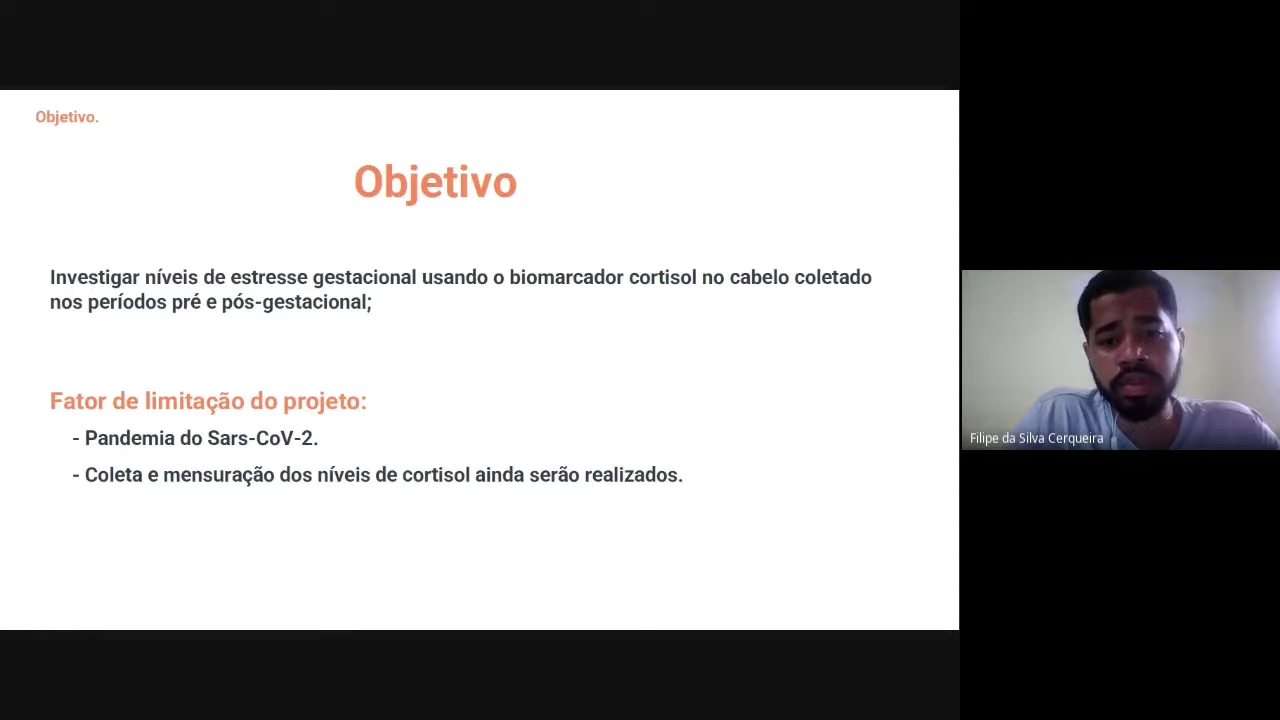 Objetivo.
Objetivo
Investigar níveis de estresse gestacional usando o biomarcador cortisol no cabelo coletado
nos períodos pré e pós-gestacional;
Fator de limitação do projeto:
- Pandemia do Sars-CoV-2.
- Coleta e mensuração dos níveis de cortisol ainda serão realizados.
Filipe da Silva Cerqueira